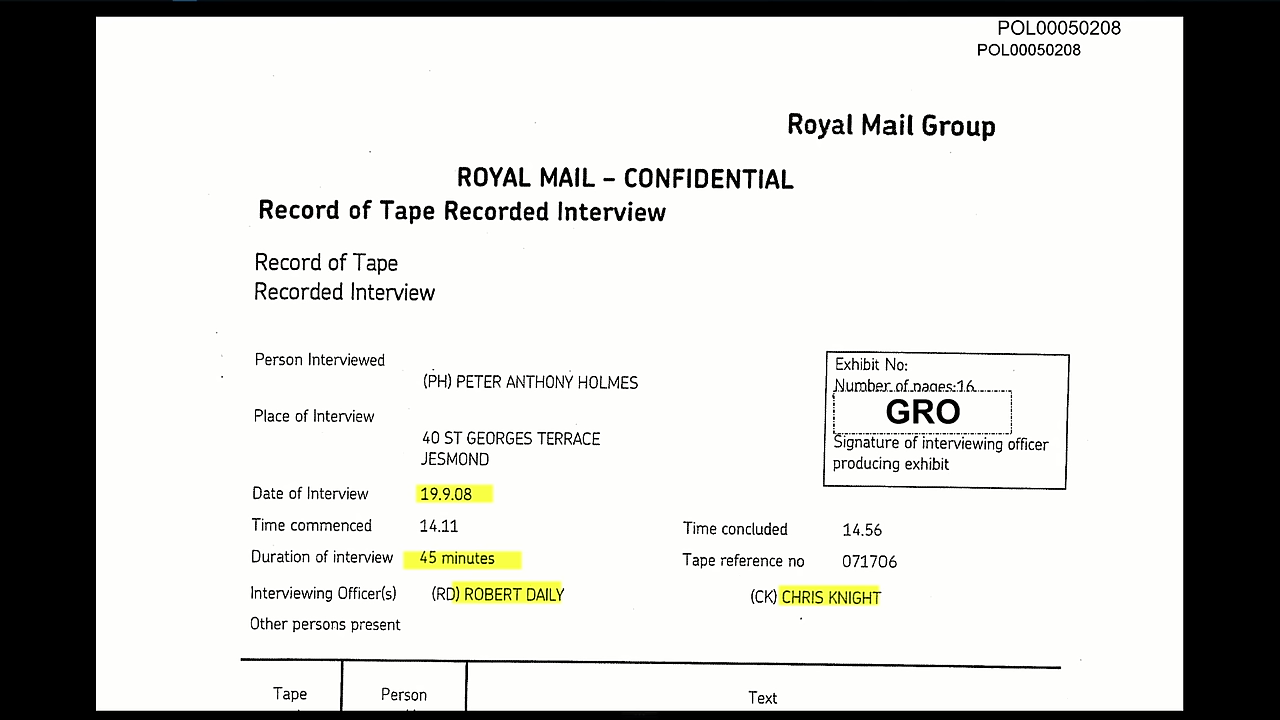 POL00050208
POL00050208
Royal Mail Group
ROYAL MAIL – CONFIDENTIAL
Record of Tape Recorded Interview
Record of Tape
Recorded Interview
Person Interviewed
(PH) PETER ANTHONY HOLMES
Exhibit No:
Number of pages:16
GRO
Signature of interviewing officer
producing exhibit
Place of Interview
40 ST GEORGES TERRACE
JESMOND
Date of Interview 19.9.08
Time commenced 14.11 Time concluded 14.56
Duration of interview 45 minutes Tape reference no 071706
Interviewing Officer(s) (RD) ROBERT DAILY (CK) CHRIS KNIGHT
Other persons present
Tape Person Text